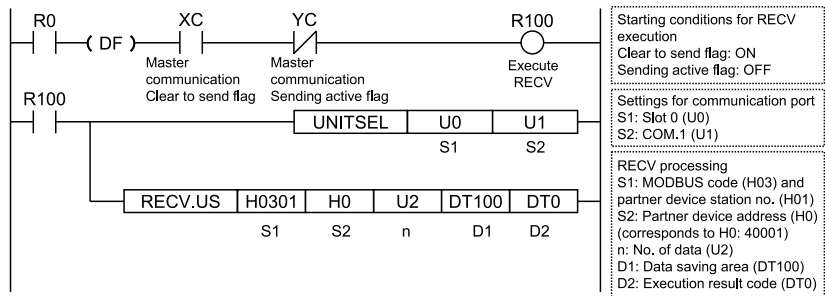 R0
( DF )
XC
YC
R100
Master
communication
Clear to send flag
Master
communication
Sending active flag
Execute
RECV
Starting conditions for RECV
execution
Clear to send flag: ON
Sending active flag: OFF
R100
UNITSEL U0 U1
S1 S2
Settings for communication port
S1: Slot 0 (U0)
S2: COM.1 (U1)
RECV.US H0301 H0 U2 DT100 DT0
S1 S2 n D1 D2
RECV processing
S1: MODBUS code (H03) and
partner device station no. (H01)
S2: Partner device address (H0)
(corresponds to H0: 40001)
n: No. of data (U2)
D1: Data saving area (DT100)
D2: Execution result code (DT0)